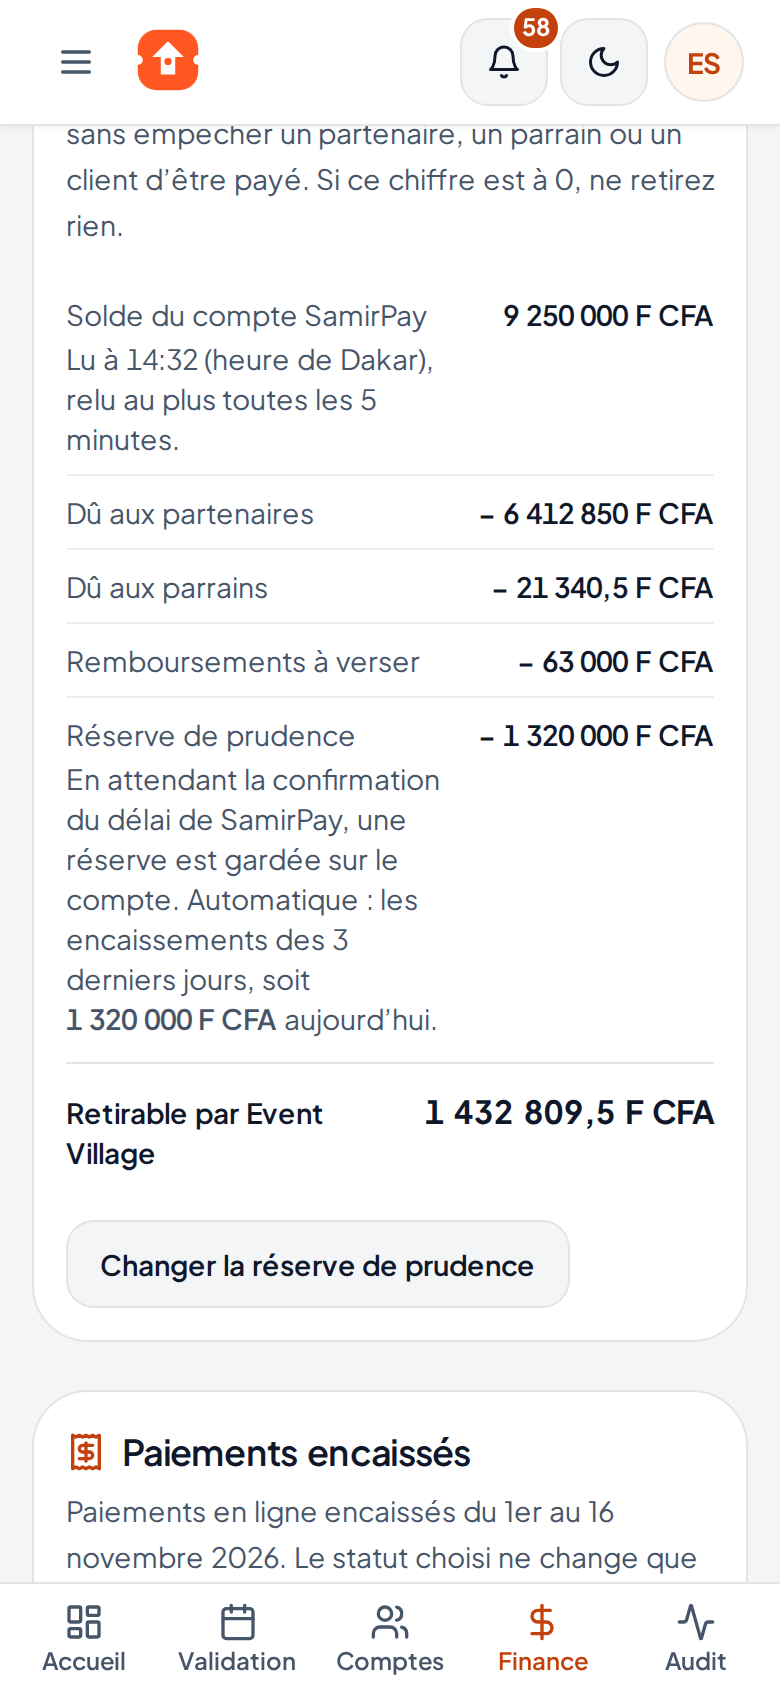 58
ES
sans empêcher un partenaire, un parrain ou un
client d’être payé. Si ce chiffre est à 0, ne retirez
rien.
Solde du compte SamirPay
9 250 000 F CFA
Lu à 14:32 (heure de Dakar),
relu au plus toutes les 5
minutes.
Dû aux partenaires
– 6 412 850 F CFA
Dû aux parrains
– 21 340,5 F CFA
Remboursements à verser
– 63 000 F CFA
Réserve de prudence
– 1 320 000 F CFA
En attendant la confirmation
du délai de SamirPay, une
réserve est gardée sur le
compte. Automatique : les
encaissements des 3
derniers jours, soit
1 320 000 F CFA aujourd’hui.
Retirable par Event
Village
1 432 809,5 F CFA
Changer la réserve de prudence
Paiements encaissés
Paiements en ligne encaissés du 1er au 16
novembre 2026. Le statut choisi ne change que
Accueil
Validation
Comptes
Finance
Audit